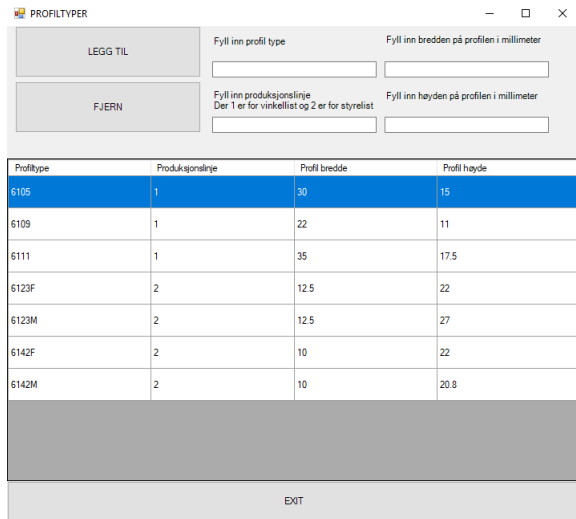 PROFILTYPER
LEGG TIL
Fyll inn profil type
Fyll inn bredden på profilen i millimeter
FJERN
Fyll inn produksjonslinje
Der 1 er for vinkellist og 2 er for styrelist
Fyll inn høyden på profilen i millimeter
Profiltype Produksjonslinje Profil bredde Profil høyde
6105 1 30 15
6109 1 22 11
6111 1 35 17.5
6123F 2 12.5 22
6123M 2 12.5 27
6142F 2 10 22
6142M 2 10 20.8
EXIT